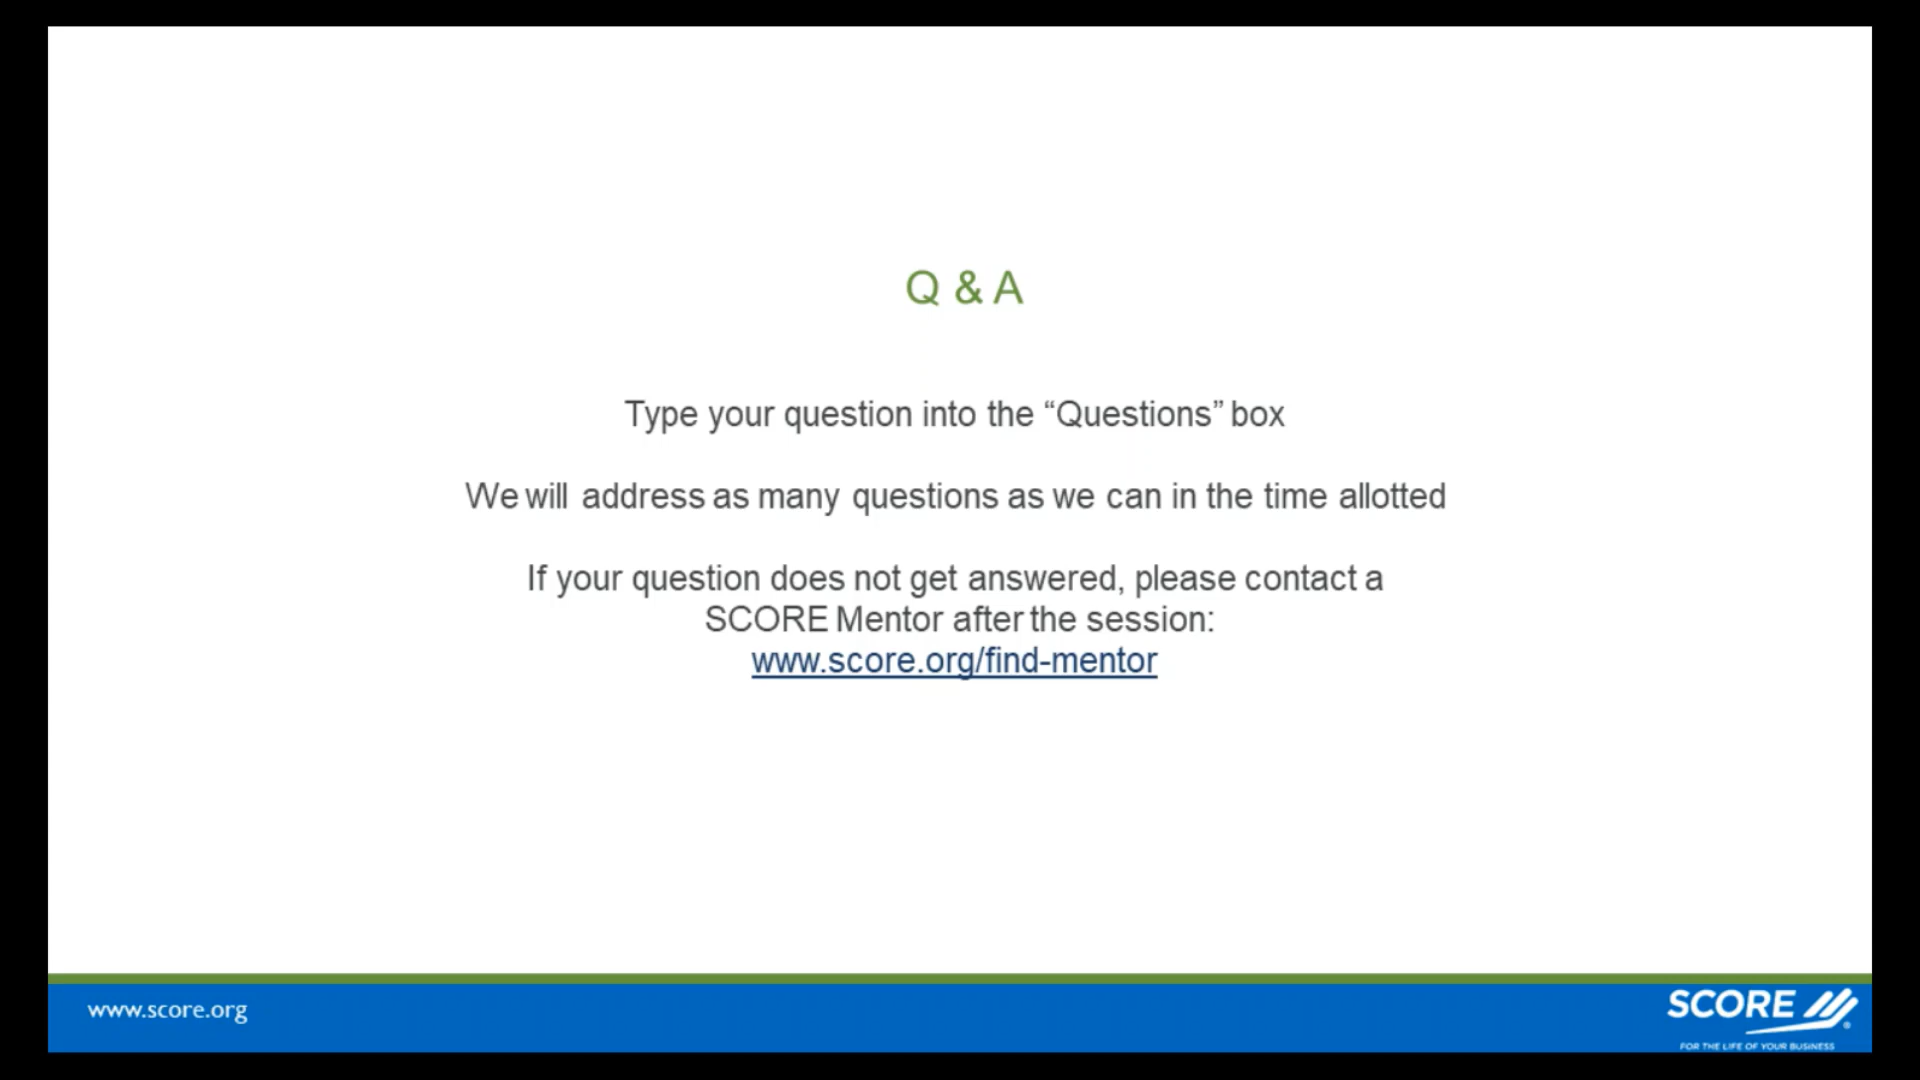 Q & A
Type your question into the “Questions” box
We will address as many questions as we can in the time allotted
If your question does not get answered, please contact a
SCORE Mentor after the session:
www.score.org/find-mentor
www.score.org
SCORE
FOR THE LIFE OF YOUR BUSINESS